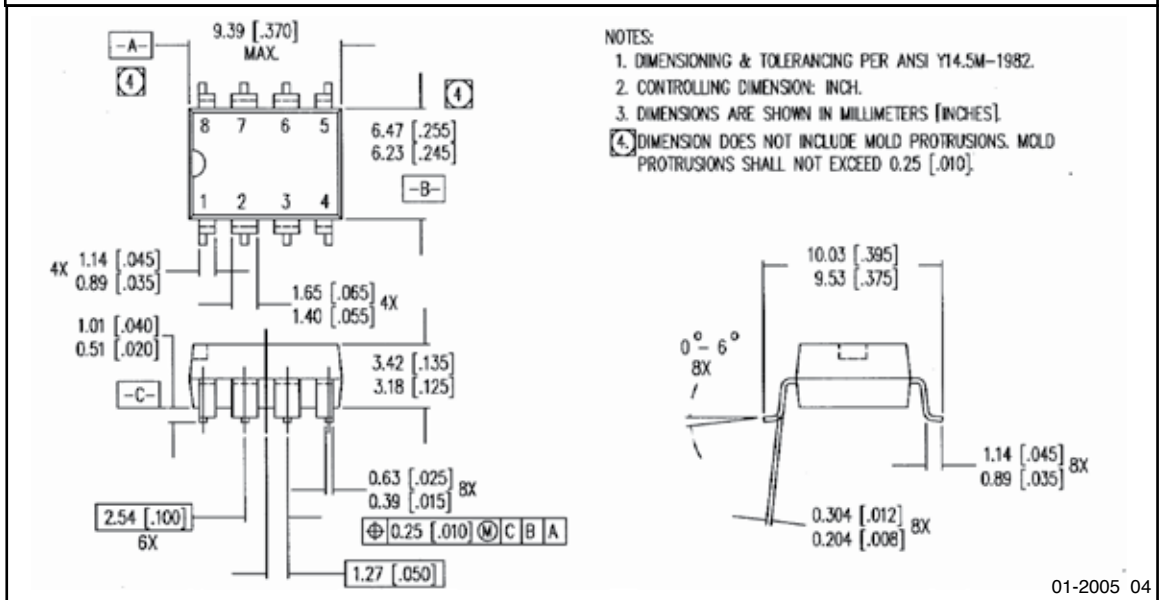 9.39 [.370]
MAX.
-A-
4
4
8 7 6 5
1 2 3 4
6.47 [.255]
6.23 [.245]
-B-
4X 1.14 [.045]
0.89 [.035]
1.65 [.065] 4X
1.40 [.055]
1.01 [.040]
0.51 [.020]
-C-
3.42 [.135]
3.18 [.125]
0.63 [.025] 8X
0.39 [.015]
2.54 [.100]
6X
⌖ 0.25 [.010] Ⓜ C B A
1.27 [.050]
NOTES:
1. DIMENSIONING & TOLERANCING PER ANSI Y14.5M-1982.
2. CONTROLLING DIMENSION: INCH.
3. DIMENSIONS ARE SHOWN IN MILLIMETERS [INCHES].
4. DIMENSION DOES NOT INCLUDE MOLD PROTRUSIONS. MOLD
PROTRUSIONS SHALL NOT EXCEED 0.25 [.010].
10.03 [.395]
9.53 [.375]
0°-6°
8X
1.14 [.045] 8X
0.89 [.035]
0.304 [.012] 8X
0.204 [.008]
01-2005 04